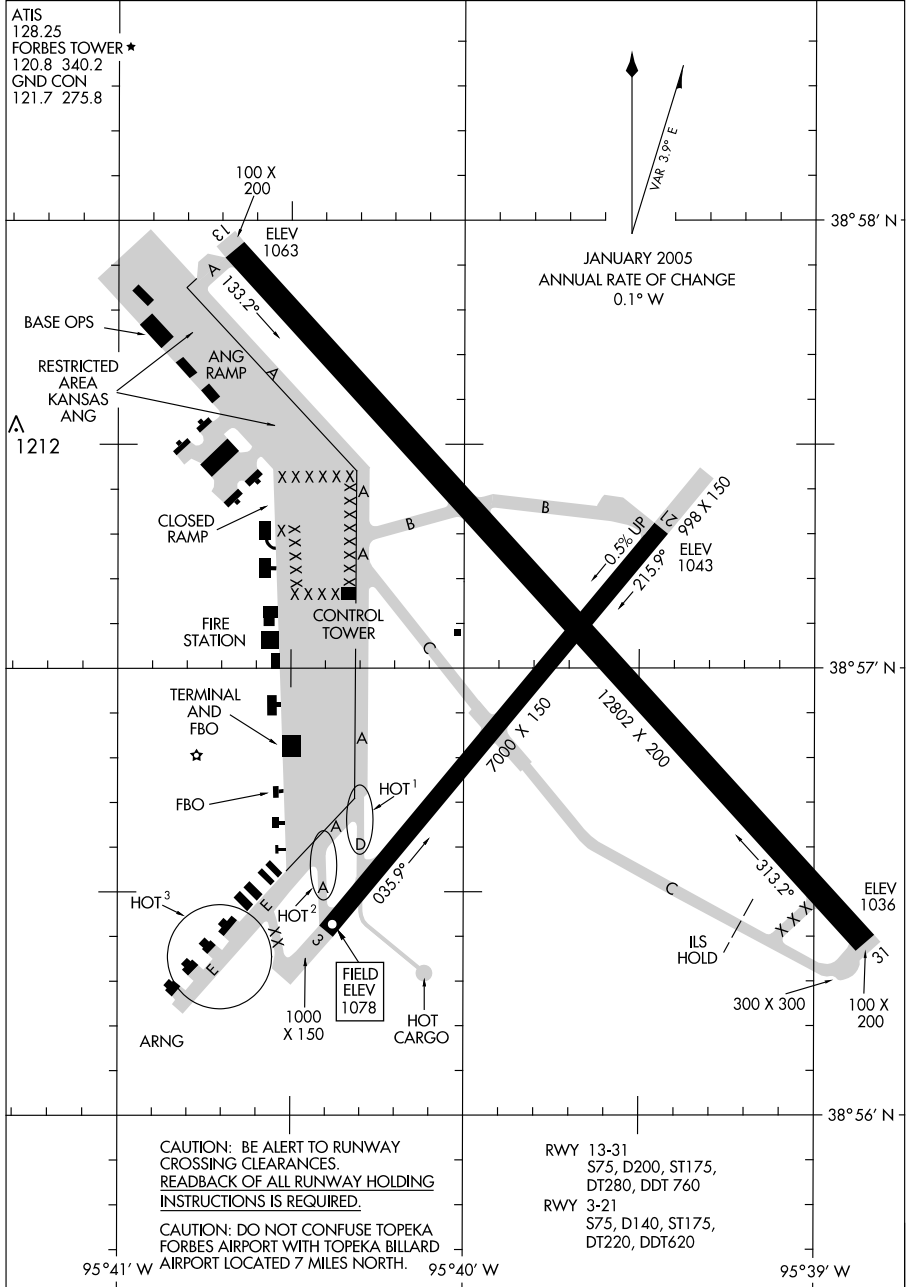 ATIS
128.25
FORBES TOWER ★
120.8 340.2
GND CON
121.7 275.8
VAR 3.9° E
JANUARY 2005
ANNUAL RATE OF CHANGE
0.1° W
38°58' N
100 X
200
13
ELEV
1063
A
133.2°
BASE OPS
ANG
RAMP
A
RESTRICTED
AREA
KANSAS
ANG
1212
X X X X X X
X X X X X X
A
B
B
21
998 X 150
CLOSED
RAMP
X X
X X X X
A
0.5% UP
215.9°
ELEV
1043
X X X X
CONTROL
TOWER
FIRE
STATION
C
38°57' N
TERMINAL
AND
FBO
A
7000 X 150
12802 X 200
FBO
HOT¹
A
D
035.9°
313.2°
ELEV
1036
HOT³
HOT²
A
E
E
X X
3
C
X X X
31
ILS
HOLD
FIELD
ELEV
1078
300 X 300
100 X
200
1000
X 150
HOT
CARGO
ARNG
38°56' N
CAUTION: BE ALERT TO RUNWAY
CROSSING CLEARANCES.
READBACK OF ALL RUNWAY HOLDING
INSTRUCTIONS IS REQUIRED.
CAUTION: DO NOT CONFUSE TOPEKA
FORBES AIRPORT WITH TOPEKA BILLARD
AIRPORT LOCATED 7 MILES NORTH.
RWY 13-31
S75, D200, ST175,
DT280, DDT 760
RWY 3-21
S75, D140, ST175,
DT220, DDT620
95°41' W
95°40' W
95°39' W